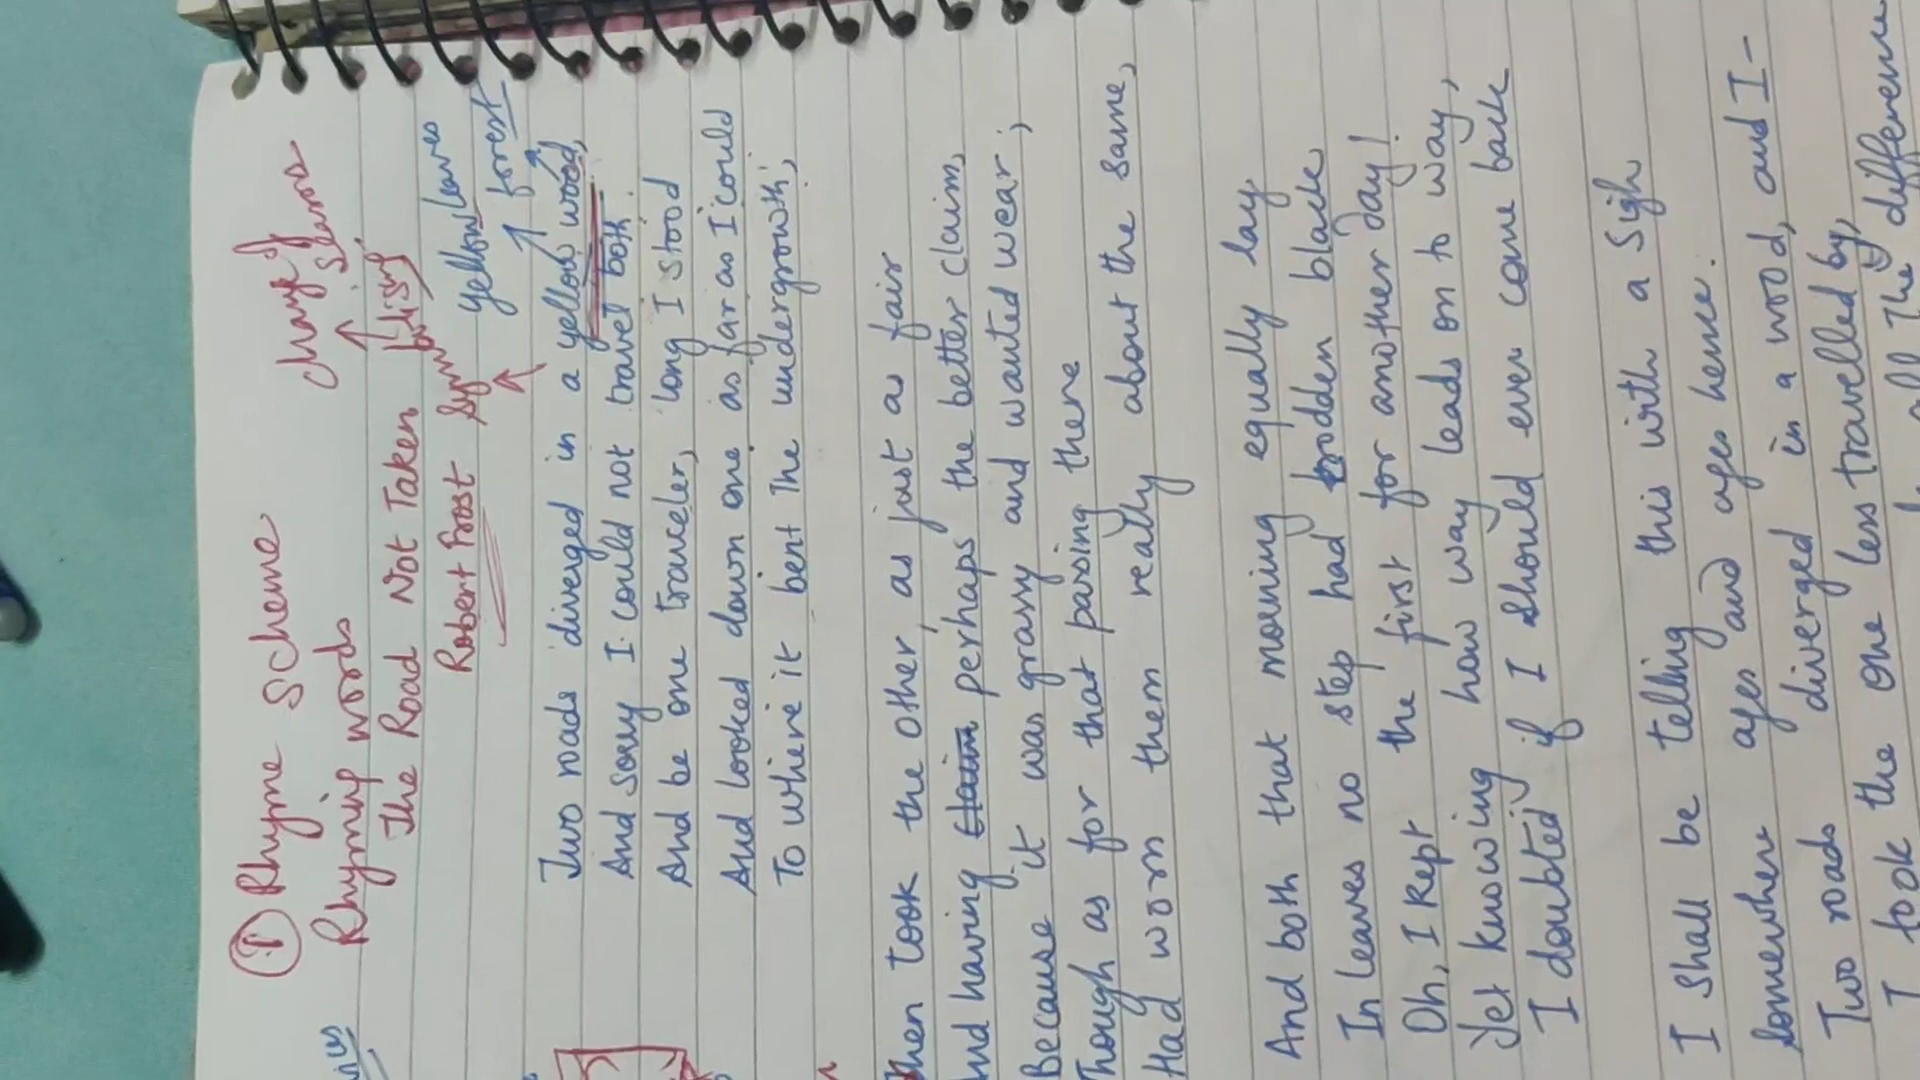 ① Rhyme scheme
Rhyming words
change of season
The Road Not Taken
Symbolism
Robert Frost
yellow leaves
forest
Two roads diverged in a yellow wood,
And sorry I could not travel both
And be one traveler, long I stood
And looked down one as far as I could
To where it bent the undergrowth;
Then took the other, as just as fair
And having perhaps the better claim,
Because it was grassy and wanted wear;
Though as for that passing there
Had worn them really about the same,
And both that morning equally lay
In leaves no step had trodden black
Oh, I kept the first for another day!
Yet knowing how way leads on to way,
I doubted if I should ever come back
I shall be telling this with a sigh
Somewhere ages and ages hence.
Two roads diverged in a wood, and I-
I took the one less travelled by,
all the difference